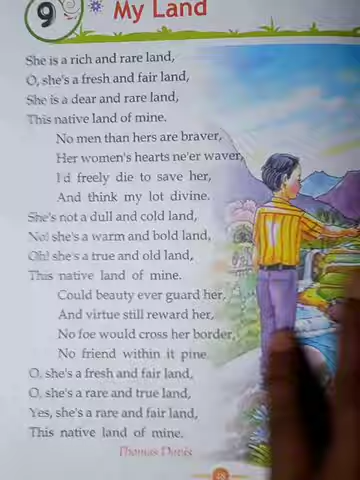 9
My Land
She is a rich and rare land,
O, she's a fresh and fair land,
She is a dear and rare land,
This native land of mine.
No men than hers are braver,
Her women's hearts ne'er waver,
I'd freely die to save her,
And think my lot divine.
She's not a dull and cold land,
No! she's a warm and bold land,
Oh! she's a true and old land,
This native land of mine.
Could beauty ever guard her,
And virtue still reward her,
No foe would cross her border,
No friend within it pine.
O, she's a fresh and fair land,
O, she's a rare and true land,
Yes, she's a rare and fair land,
This native land of mine.
Thomas Davis